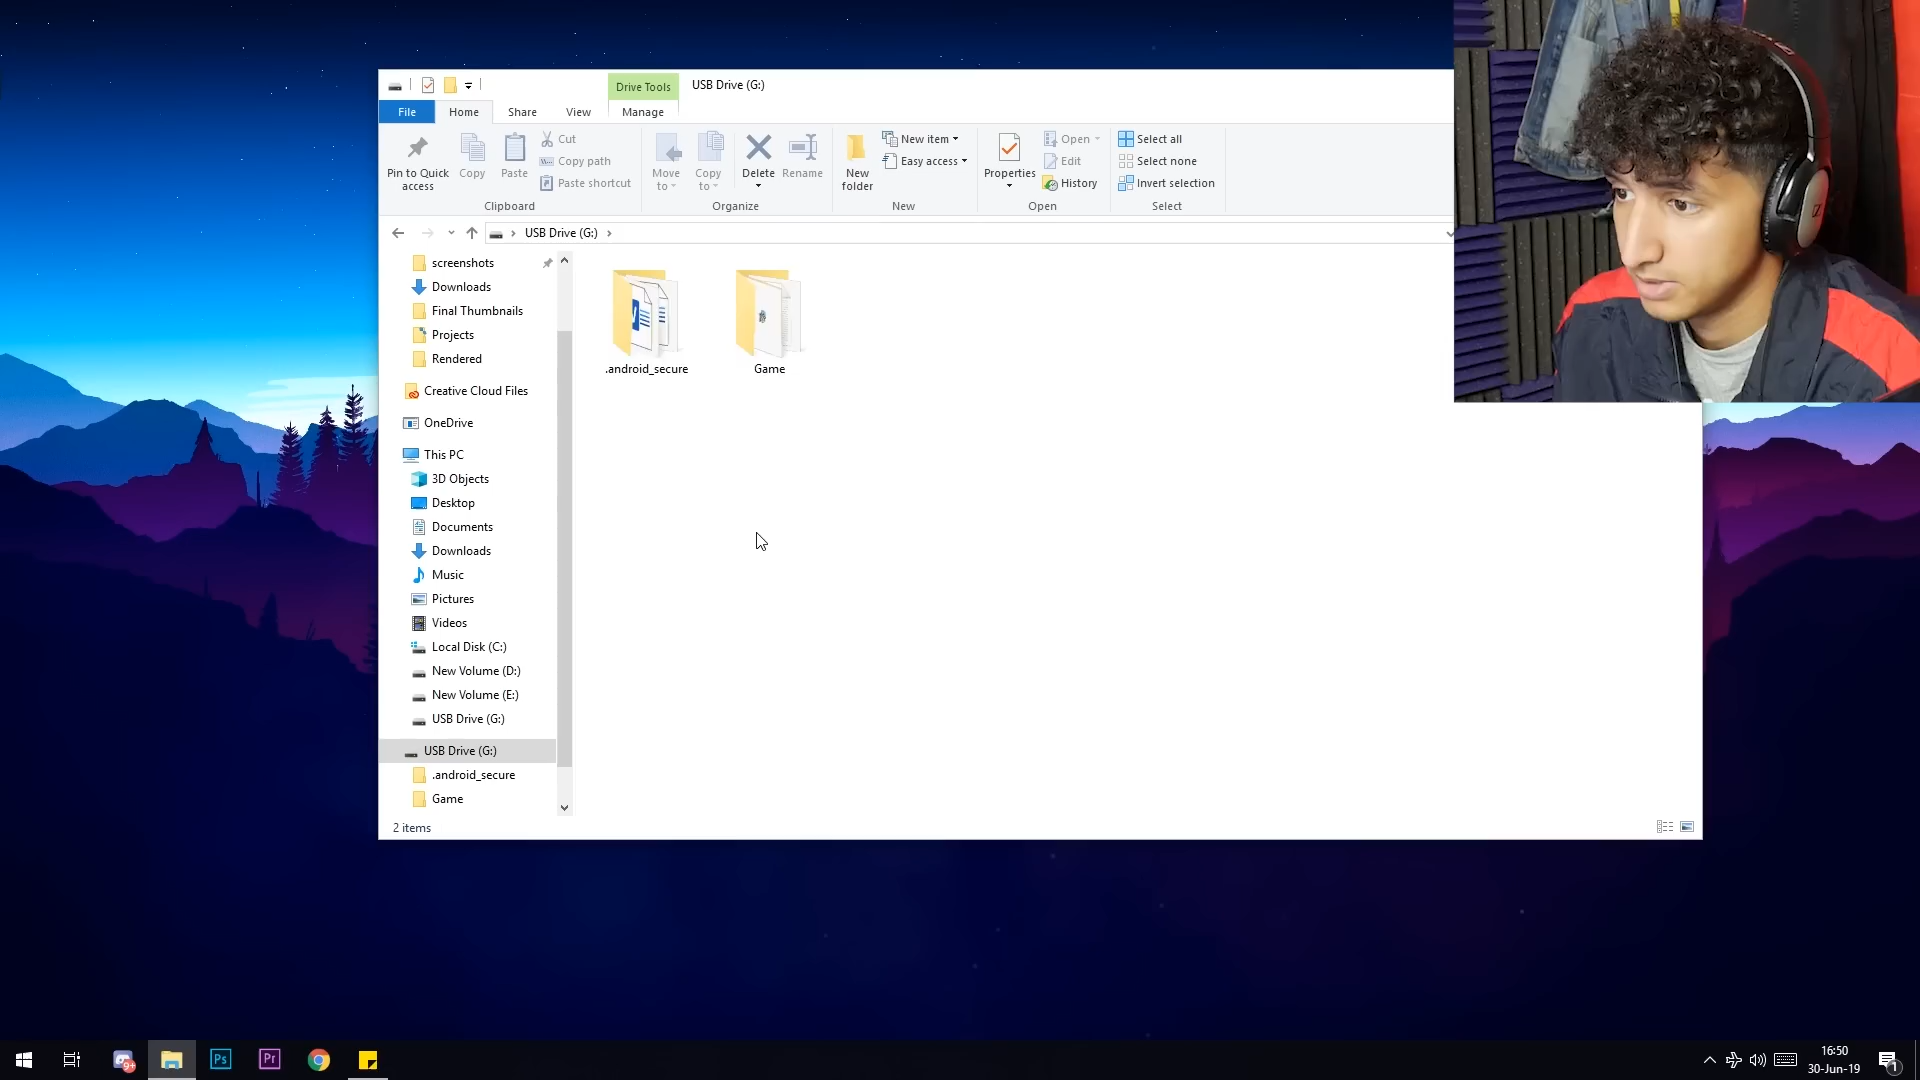 Drive Tools
USB Drive (G:)
File
Home
Share
View
Manage
Pin to Quick access
Copy
Paste
Cut
Copy path
Paste shortcut
Clipboard
Move to
Copy to
Delete
Rename
Organize
New folder
New item
Easy access
New
Properties
Open
Edit
History
Open
Select all
Select none
Invert selection
Select
USB Drive (G:)
screenshots
Downloads
Final Thumbnails
Projects
Rendered
Creative Cloud Files
OneDrive
This PC
3D Objects
Desktop
Documents
Downloads
Music
Pictures
Videos
Local Disk (C:)
New Volume (D:)
New Volume (E:)
USB Drive (G:)
USB Drive (G:)
.android_secure
Game
.android_secure
Game
2 items
9+
Ps
Pr
16:50
30-Jun-19
1